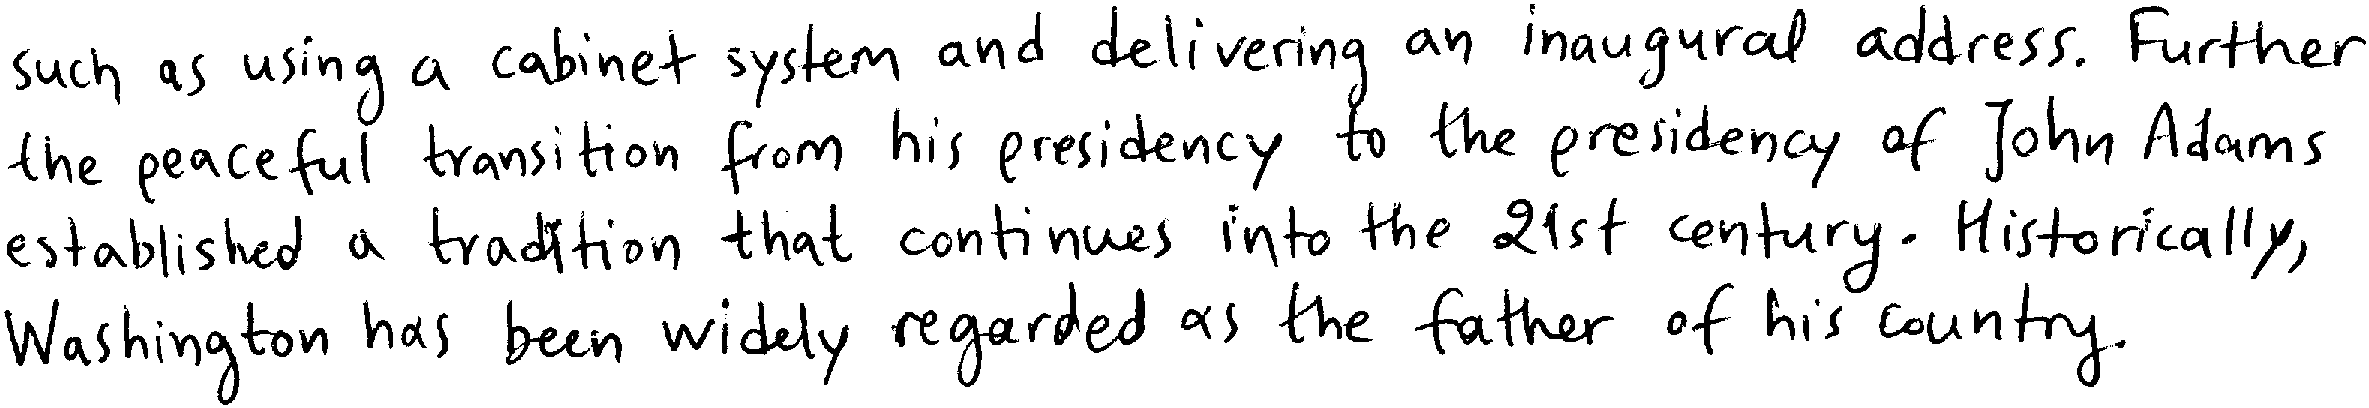 such as using a cabinet system and delivering an inaugural address. Further
the peaceful transition from his presidency to the presidency of John Adams
established a tradition that continues into the 21st century. Historically,
Washington has been widely regarded as the father of his country.